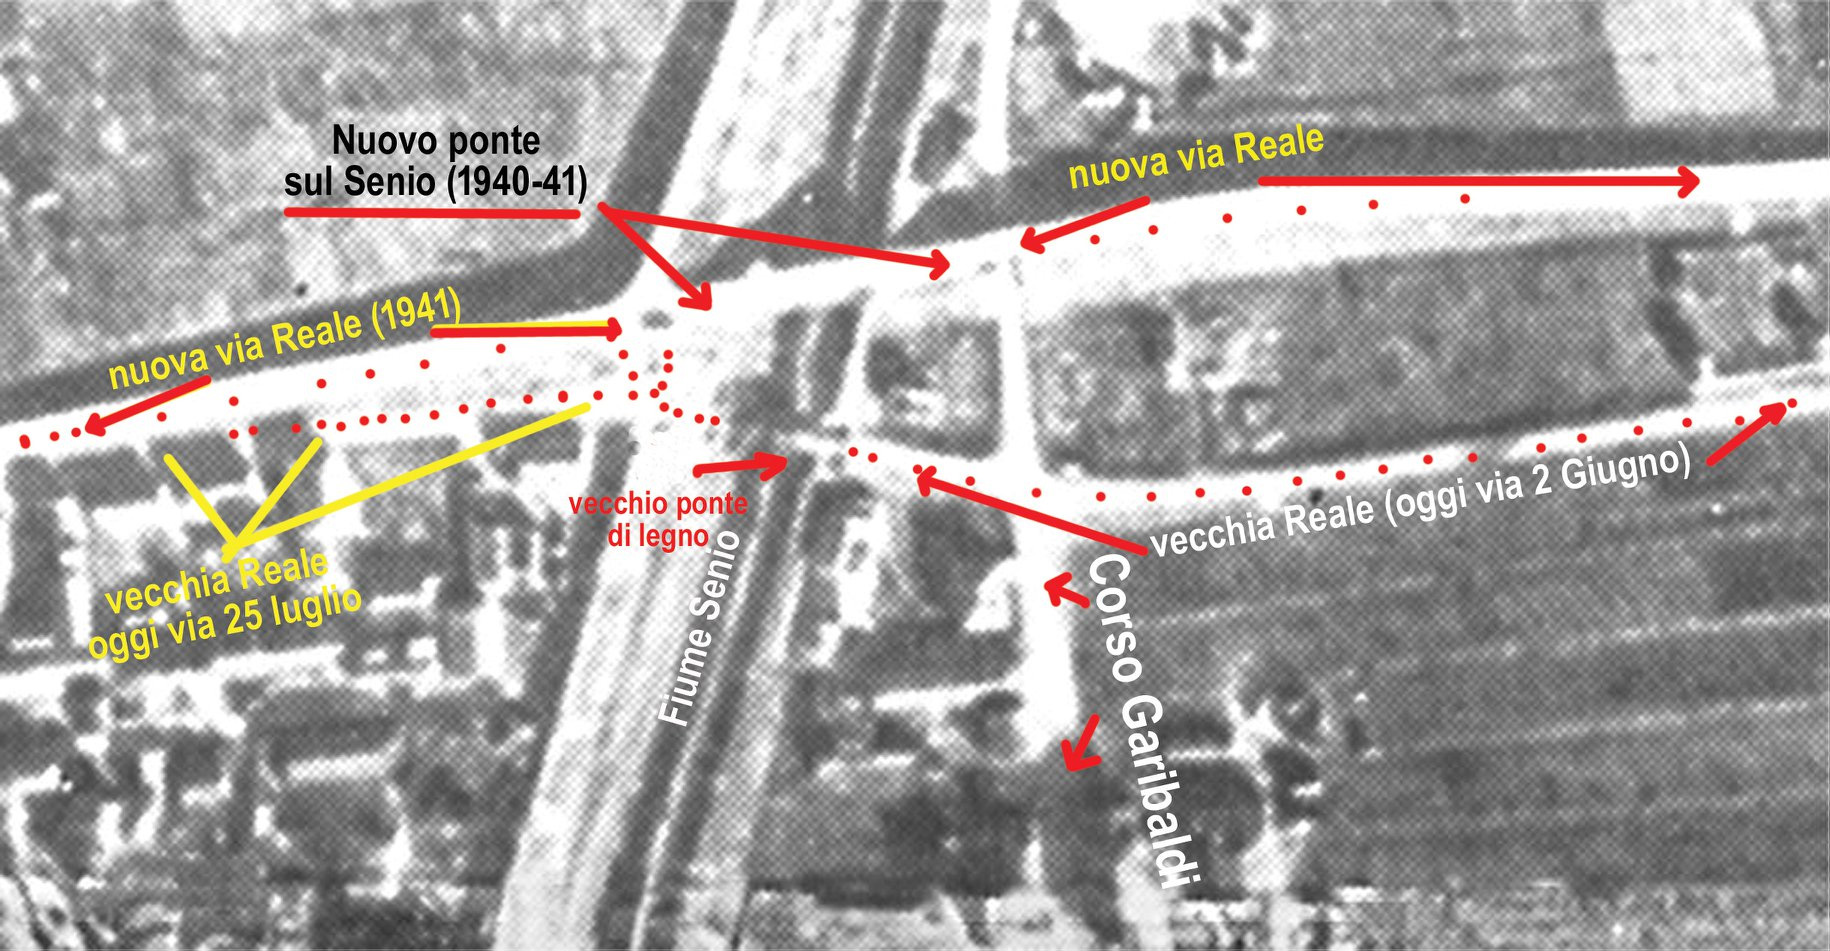 Nuovo ponte
sul Senio (1940-41)
nuova via Reale
nuova via Reale (1941)
vecchio ponte
di legno
vecchia Reale (oggi via 2 Giugno)
vecchia Reale
oggi via 25 luglio
Fiume Senio
Corso Garibaldi